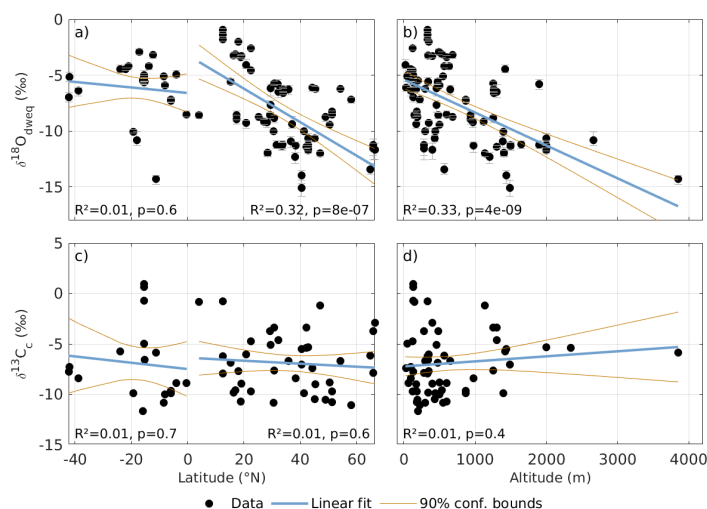 a)
b)
0
-5
-10
-15
δ¹⁸O_dweq (‰)
R²=0.01, p=0.6
R²=0.32, p=8e-07
R²=0.33, p=4e-09
c)
d)
0
-5
-10
-15
δ¹³C_c (‰)
R²=0.01, p=0.7
R²=0.01, p=0.6
R²=0.01, p=0.4
-40 -20 0 20 40 60
0 1000 2000 3000 4000
Latitude (°N)
Altitude (m)
Data Linear fit 90% conf. bounds